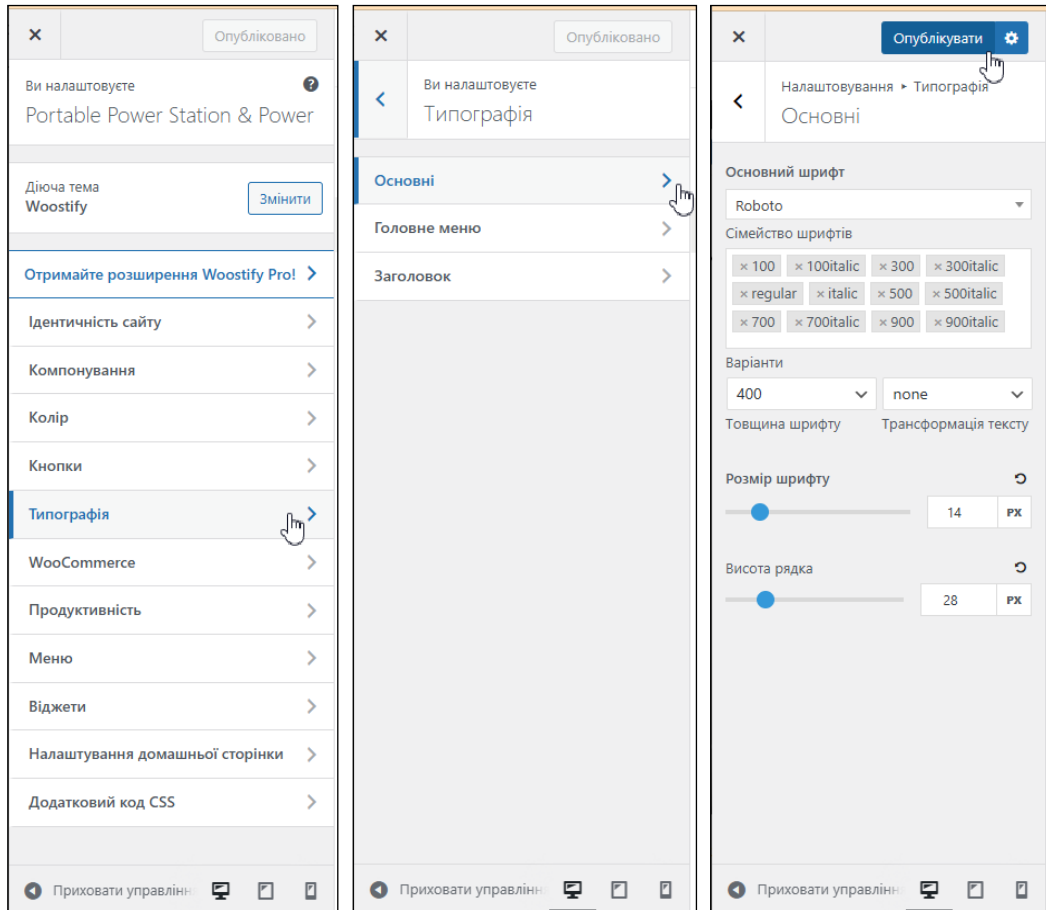 Опубліковано
Ви налаштовуєте
Portable Power Station & Power
Діюча тема
Woostify
Змінити
Отримайте розширення Woostify Pro!
Ідентичність сайту
Компонування
Колір
Кнопки
Типографія
WooCommerce
Продуктивність
Меню
Віджети
Налаштування домашньої сторінки
Додатковий код CSS
Приховати управлінн
Опубліковано
Ви налаштовуєте
Типографія
Основні
Головне меню
Заголовок
Приховати управлінн
Опублікувати
Налаштовування ▸ Типографія
Основні
Основний шрифт
Roboto
Сімейство шрифтів
× 100 × 100italic × 300 × 300italic
× regular × italic × 500 × 500italic
× 700 × 700italic × 900 × 900italic
Варіанти
400 none
Товщина шрифту Трансформація тексту
Розмір шрифту
14 PX
Висота рядка
28 PX
Приховати управлінн